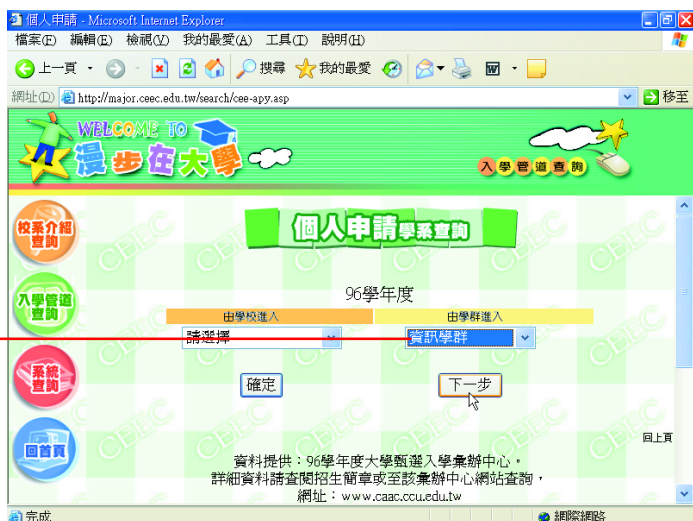 個人申請 - Microsoft Internet Explorer
檔案(F) 編輯(E) 檢視(V) 我的最愛(A) 工具(T) 說明(H)
上一頁 搜尋 我的最愛
網址(D) http://major.ceec.edu.tw/search/cee-apy.asp 移至
WELCOME TO
漫步在大學
入學管道查詢
校系介紹查詢
個人申請學系查詢
96學年度
入學管道查詢
由學校進入 由學群進入
請選擇 資訊學群
系統查詢
確定 下一步
回首頁
回上頁
資料提供：96學年度大學甄選入學彙辦中心。
詳細資料請查閱招生簡章或至該彙辦中心網站查詢，
網址：www.caac.ccu.edu.tw
完成 網際網路
CEEC